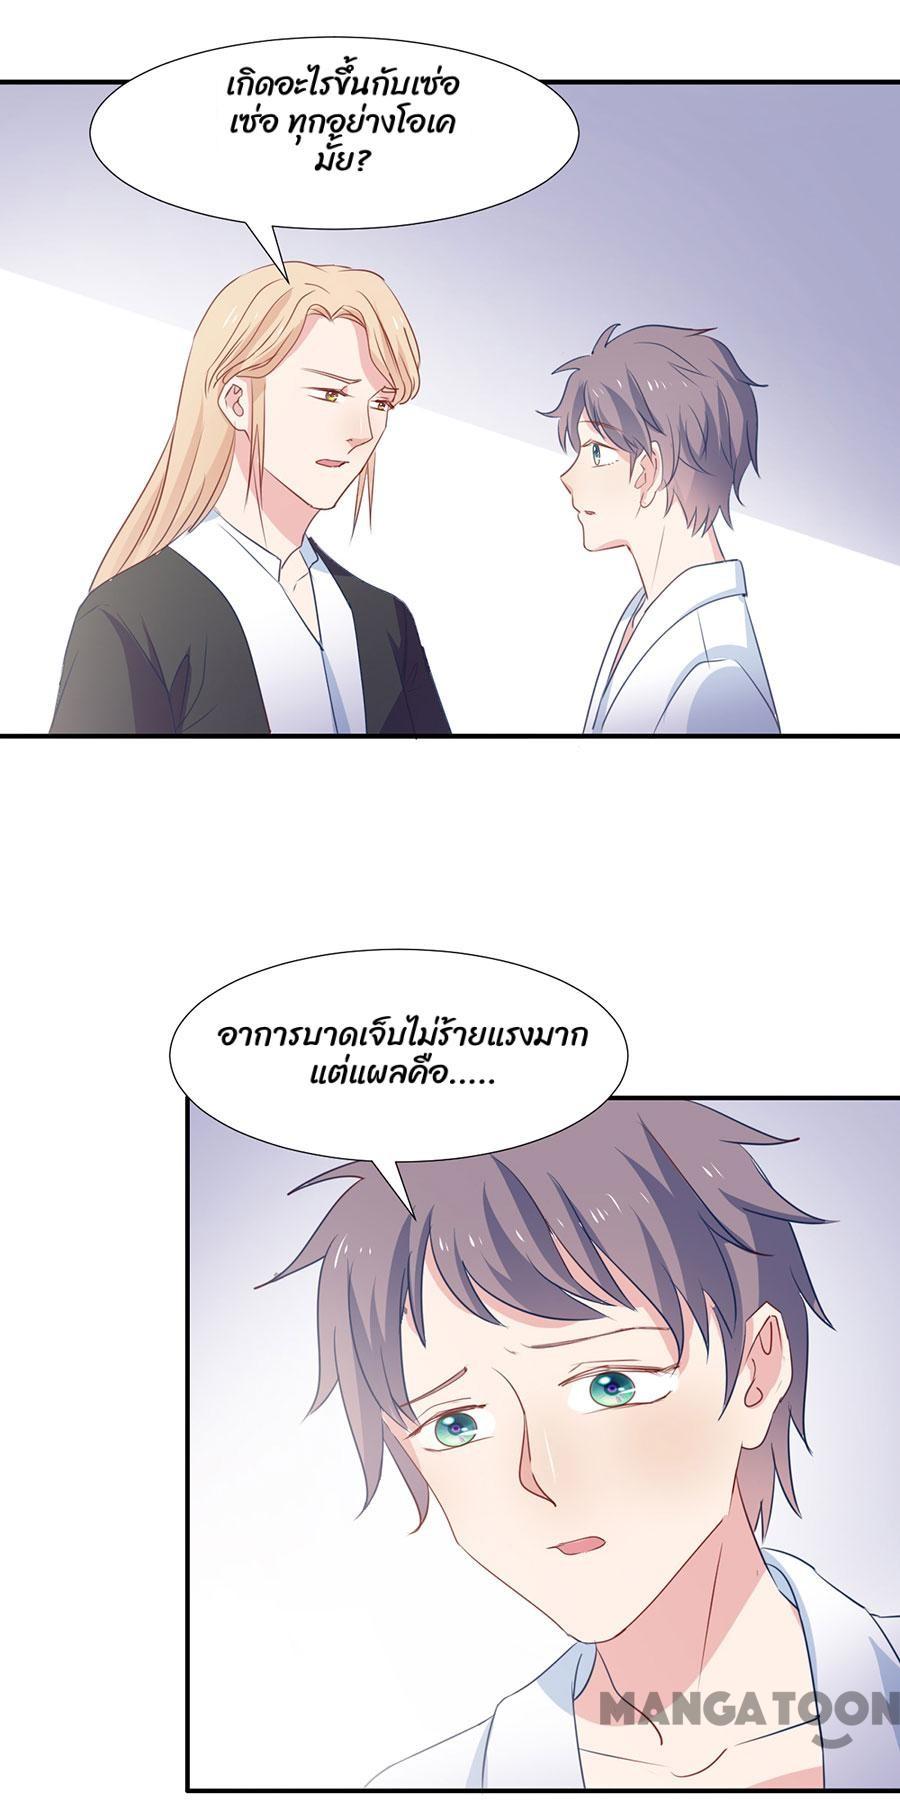 เกิดอะไรขึ้นกับเซ่อ
เซ่อ ทุกอย่างโอเค
มั้ย?
อาการบาดเจ็บไม่ร้ายแรงมาก
แต่แผลคือ.....
MANGATOON